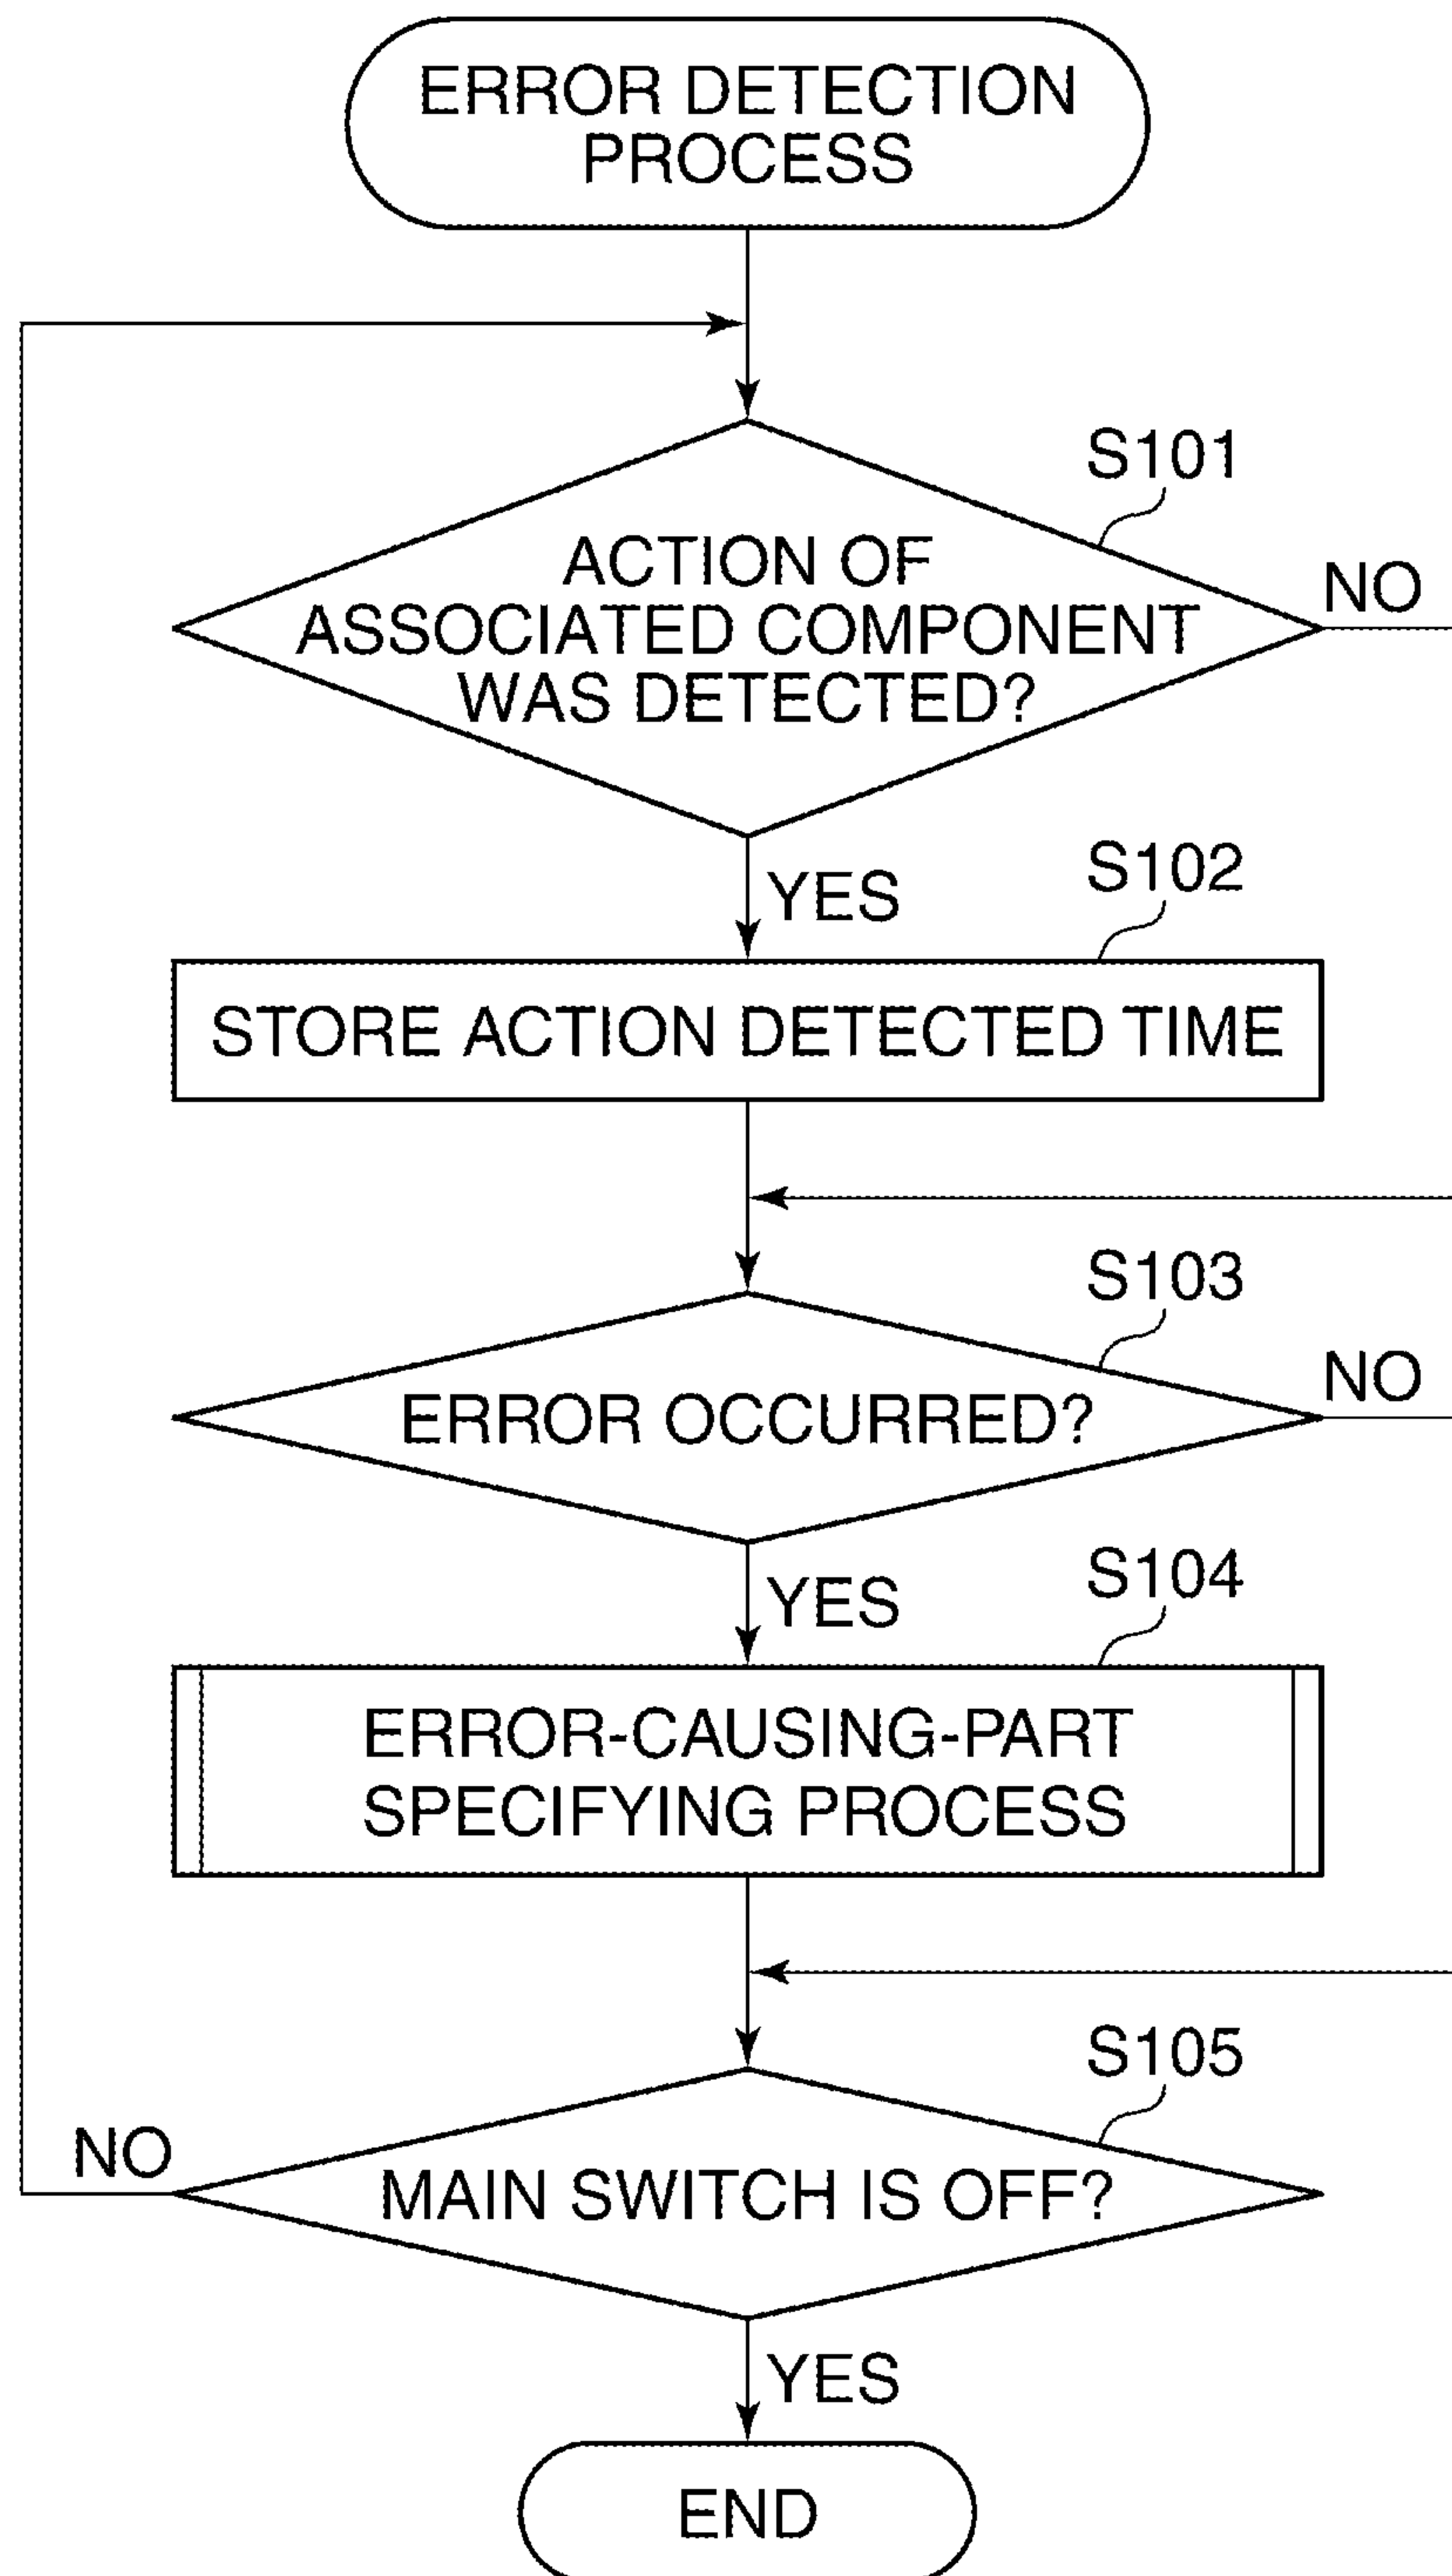 ERROR DETECTION
PROCESS
S101
ACTION OF
ASSOCIATED COMPONENT
WAS DETECTED?
NO
YES
S102
STORE ACTION DETECTED TIME
S103
ERROR OCCURRED?
NO
YES
S104
ERROR-CAUSING-PART
SPECIFYING PROCESS
S105
NO
MAIN SWITCH IS OFF?
YES
END